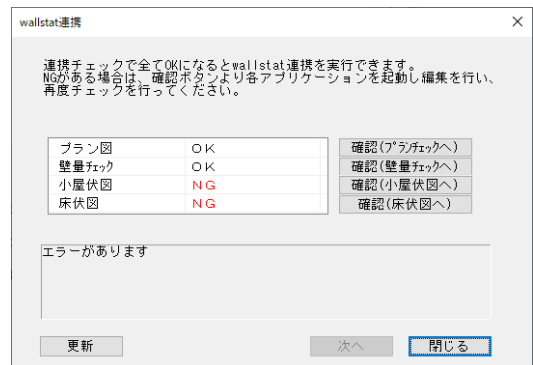 wallstat連携
連携チェックで全てOKになるとwallstat連携を実行できます。
NGがある場合は、確認ボタンより各アプリケーションを起動し編集を行い、
再度チェックを行ってください。
プラン図 ＯＫ 確認(ﾌﾟﾗﾝﾁｪｯｸへ)
壁量ﾁｪｯｸ ＯＫ 確認(壁量ﾁｪｯｸへ)
小屋伏図 ＮＧ 確認(小屋伏図へ)
床伏図 ＮＧ 確認(床伏図へ)
エラーがあります
更新 次へ 閉じる